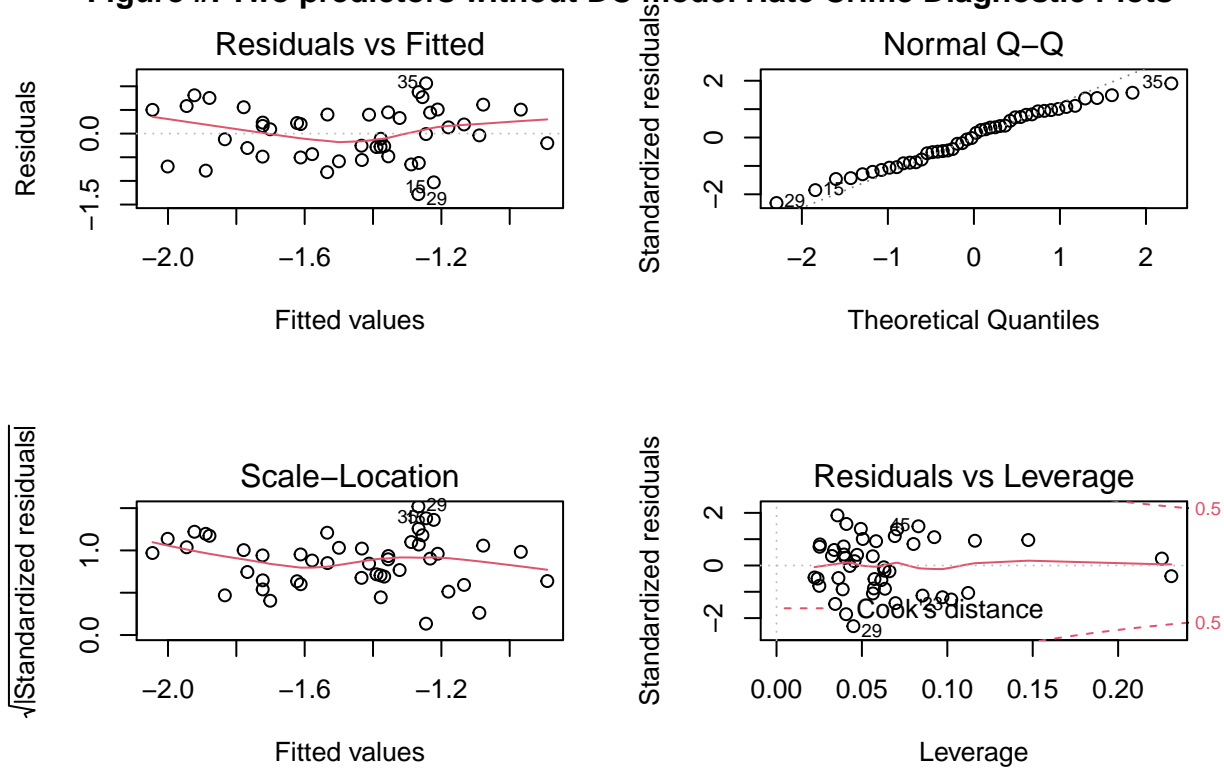 Figure #: Two predictors without DC Model Hate Crime Diagnostic Plots
Residuals vs Fitted
Residuals
0.0
−1.5
35
15
29
−2.0 −1.6 −1.2
Fitted values
Normal Q−Q
Standardized residuals
2
0
−2
35
15
29
−2 −1 0 1 2
Theoretical Quantiles
Scale−Location
√|Standardized residuals|
1.0
0.0
29
35
−2.0 −1.6 −1.2
Fitted values
Residuals vs Leverage
Standardized residuals
2
0
−2
0.5
45
23
Cook's distance
29
0.5
0.00 0.05 0.10 0.15 0.20
Leverage